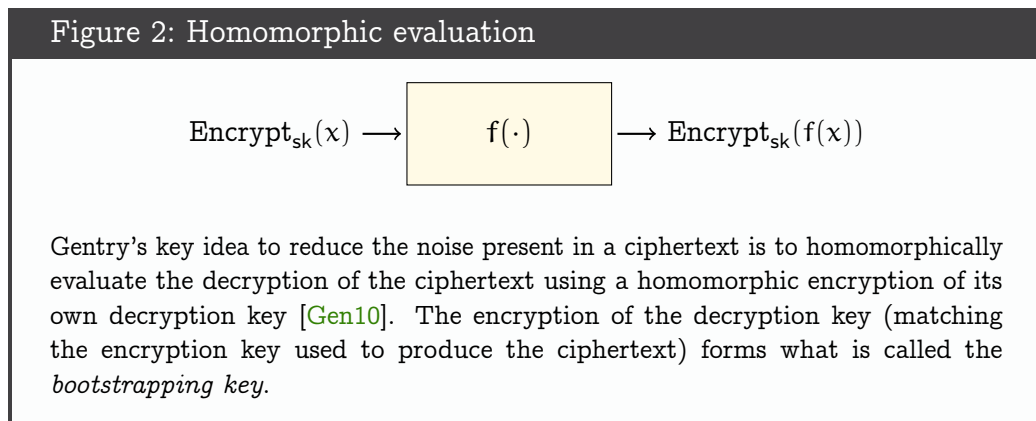 Figure 2: Homomorphic evaluation
Encrypt_sk(x) ⟶ f(·) ⟶ Encrypt_sk(f(x))
Gentry's key idea to reduce the noise present in a ciphertext is to homomorphically
evaluate the decryption of the ciphertext using a homomorphic encryption of its
own decryption key [Gen10]. The encryption of the decryption key (matching
the encryption key used to produce the ciphertext) forms what is called the
bootstrapping key.